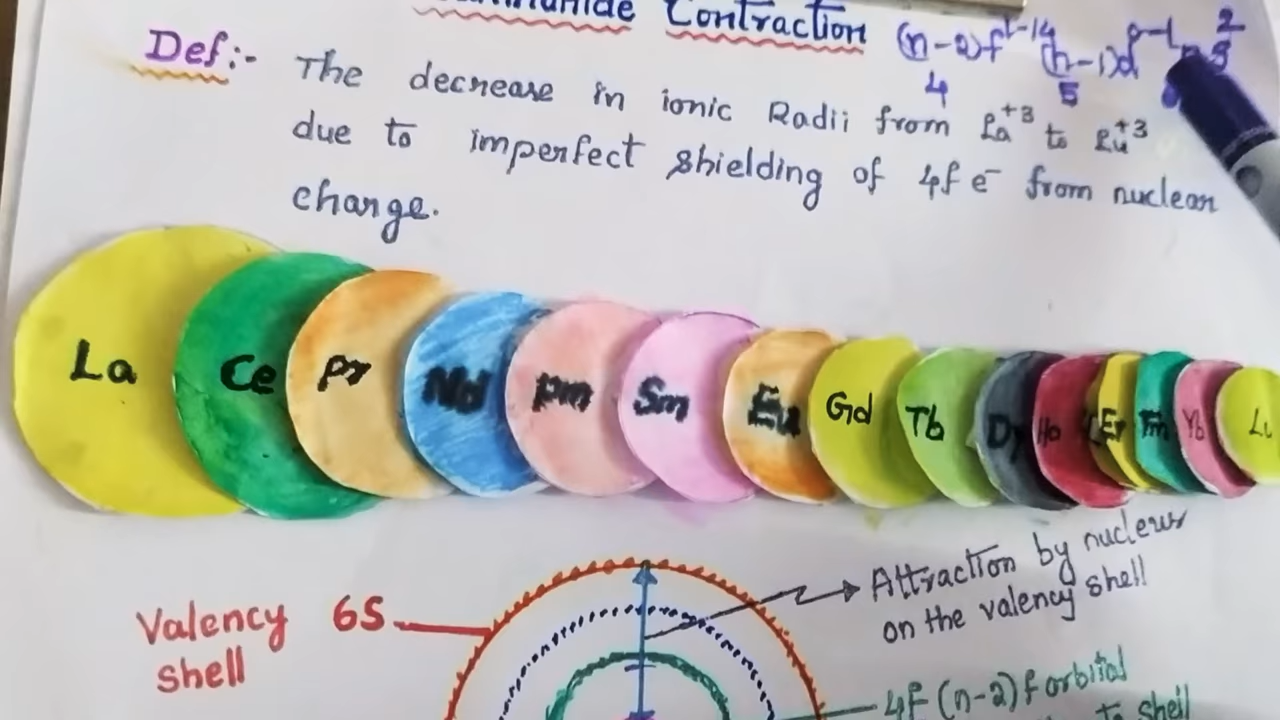 Contraction (n-2)f¹⁻¹⁴ (n-1)d⁰⁻¹
4 5
Def:- The decrease in ionic Radii from La⁺³ to Lu⁺³
due to imperfect shielding of 4f e⁻ from nuclear
charge.
La Ce Pr Nd Pm Sm Eu Gd Tb Dy Ho Er Tm Yb Lu
Attraction by nucleus
on the valency shell
Valency 6S
shell
4f (n-2) f orbital
to shell